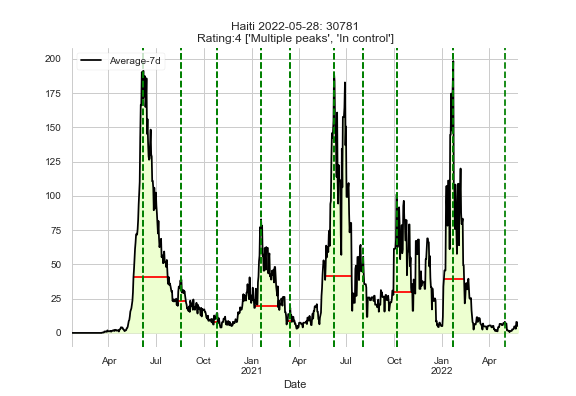 Haiti 2022-05-28: 30781
Rating:4 ['Multiple peaks', 'In control']
Average-7d
200
175
150
125
100
75
50
25
0
Apr Jul Oct Jan Apr Jul Oct Jan Apr
2021 2022
Date